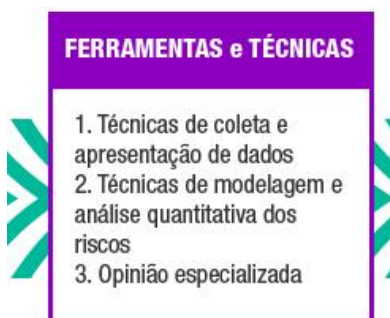 FERRAMENTAS e TÉCNICAS
1. Técnicas de coleta e
apresentação de dados
2. Técnicas de modelagem e
análise quantitativa dos
riscos
3. Opinião especializada